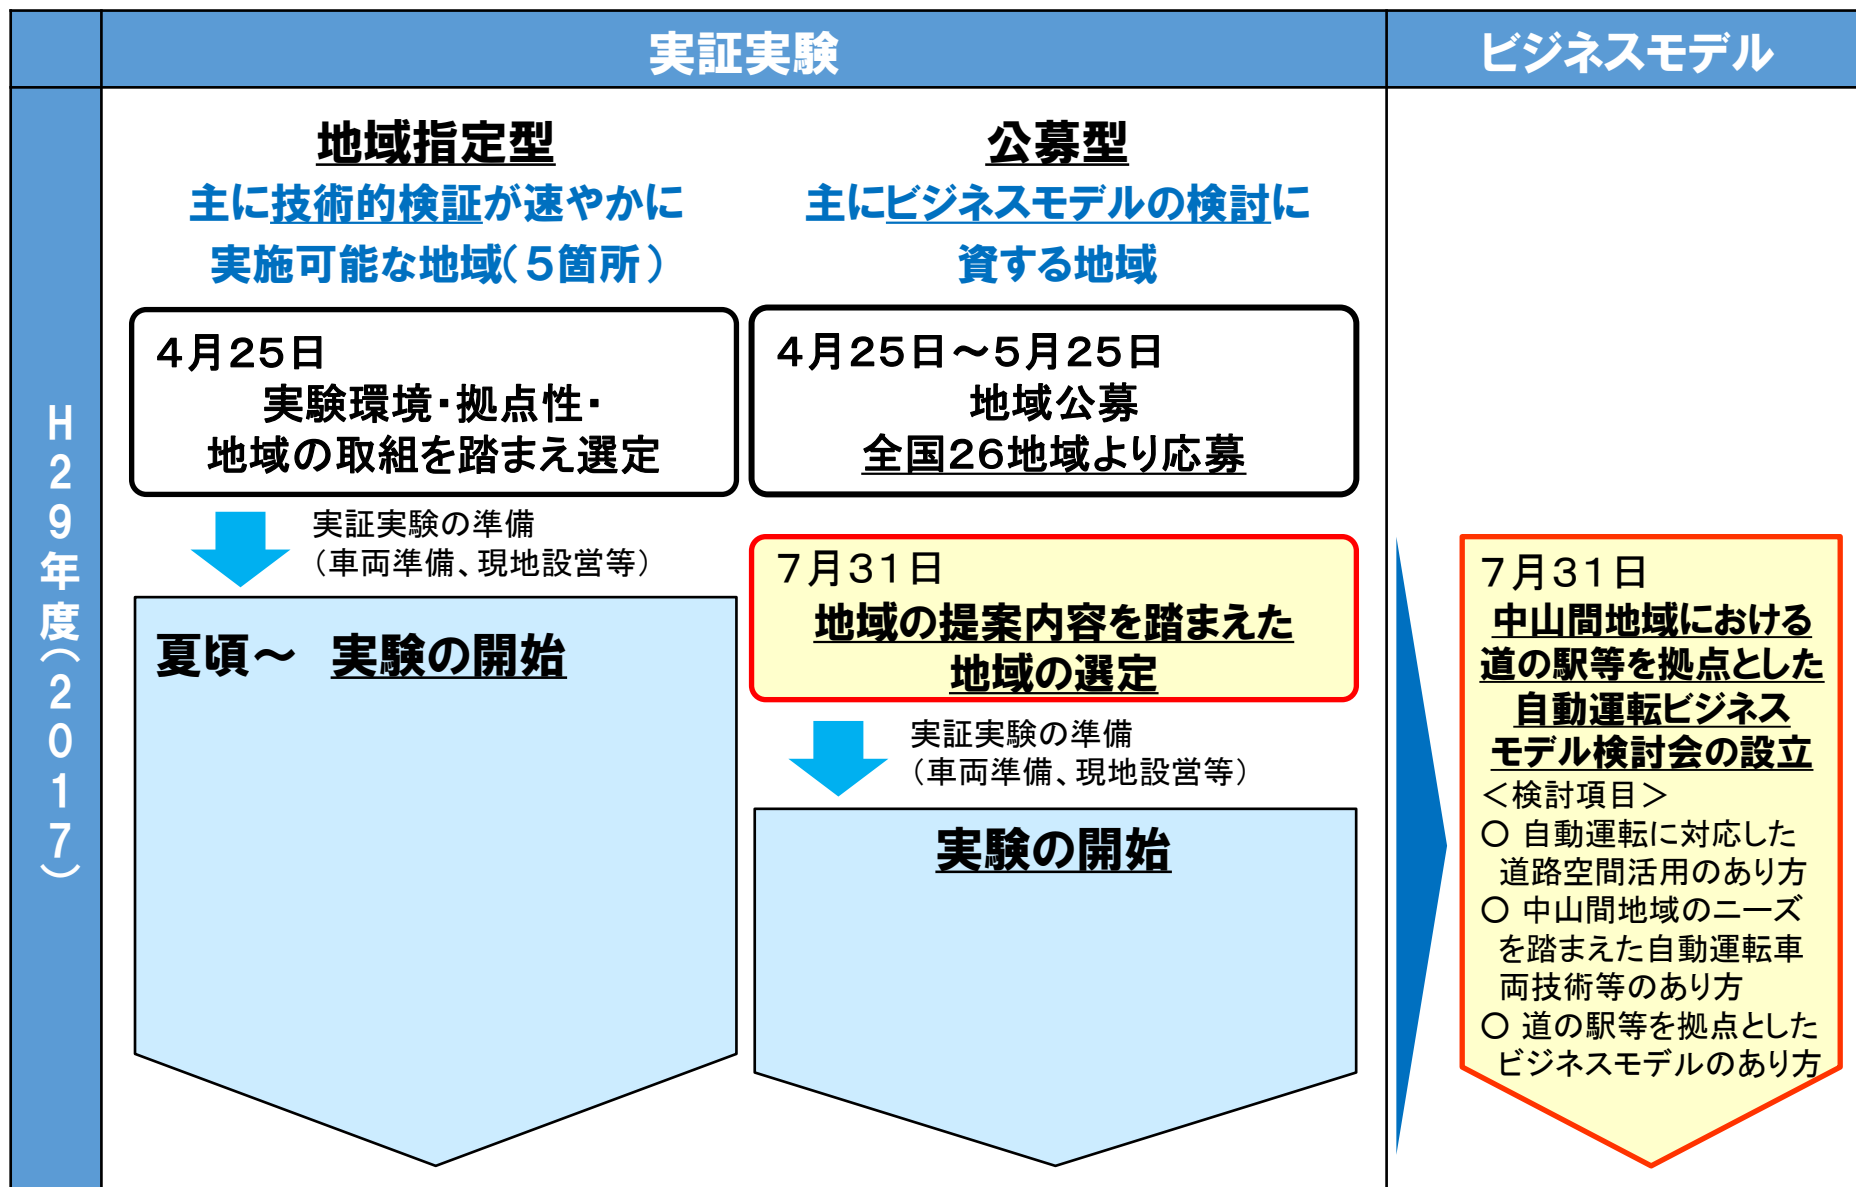 実証実験
ビジネスモデル
H29年度(2017)
地域指定型
主に技術的検証が速やかに
実施可能な地域(5箇所)
4月25日
実験環境・拠点性・
地域の取組を踏まえ選定
実証実験の準備
(車両準備、現地設営等)
夏頃~ 実験の開始
公募型
主にビジネスモデルの検討に
資する地域
4月25日~5月25日
地域公募
全国26地域より応募
7月31日
地域の提案内容を踏まえた
地域の選定
実証実験の準備
(車両準備、現地設営等)
実験の開始
7月31日
中山間地域における
道の駅等を拠点とした
自動運転ビジネス
モデル検討会の設立
<検討項目>
○ 自動運転に対応した
道路空間活用のあり方
○ 中山間地域のニーズ
を踏まえた自動運転車
両技術等のあり方
○ 道の駅等を拠点とした
ビジネスモデルのあり方